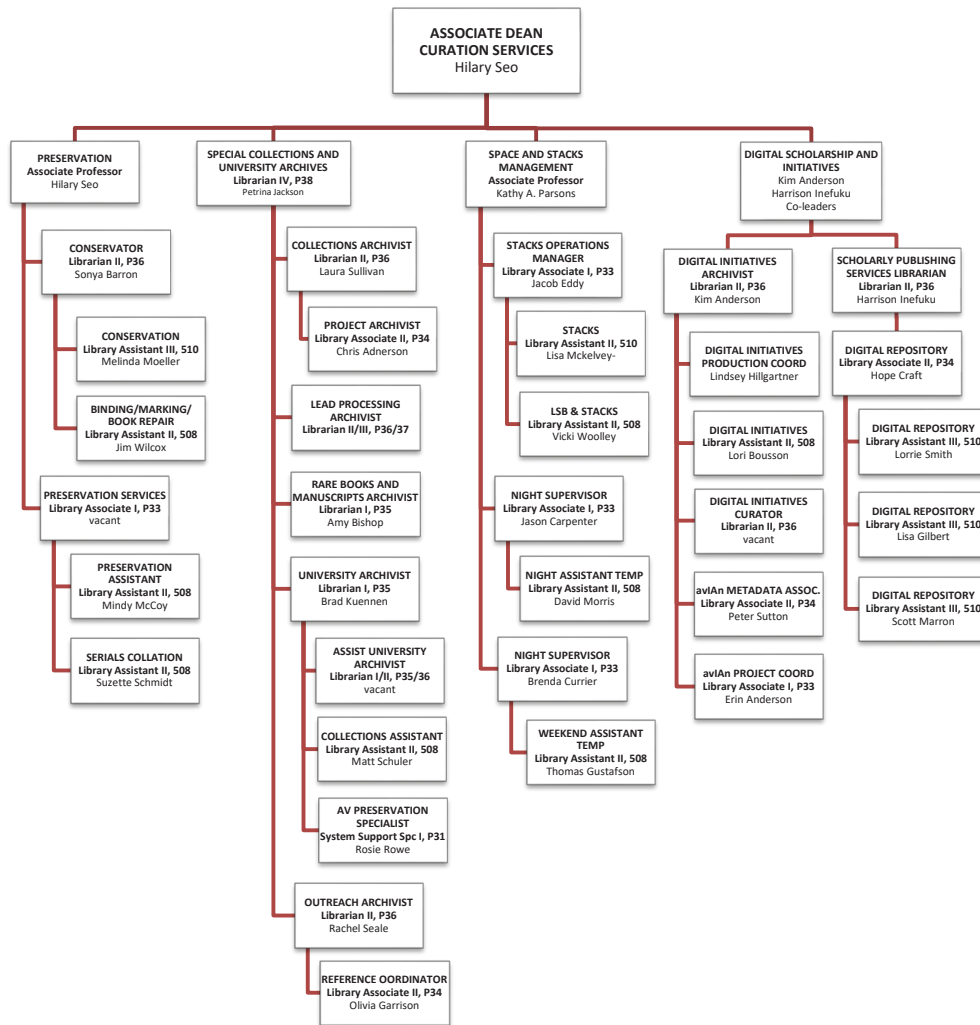 ASSOCIATE DEAN
CURATION SERVICES
Hilary Seo
PRESERVATION
Associate Professor
Hilary Seo
CONSERVATOR
Librarian II, P36
Sonya Barron
CONSERVATION
Library Assistant III, 510
Melinda Moeller
BINDING/MARKING/
BOOK REPAIR
Library Assistant II, 508
Jim Wilcox
PRESERVATION SERVICES
Library Associate I, P33
vacant
PRESERVATION
ASSISTANT
Library Assistant II, 508
Mindy McCoy
SERIALS COLLATION
Library Assistant II, 508
Suzette Schmidt
SPECIAL COLLECTIONS AND
UNIVERSITY ARCHIVES
Librarian IV, P38
Petrina Jackson
COLLECTIONS ARCHIVIST
Librarian II, P36
Laura Sullivan
PROJECT ARCHIVIST
Library Associate II, P34
Chris Adnerson
LEAD PROCESSING
ARCHIVIST
Librarian II/III, P36/37
RARE BOOKS AND
MANUSCRIPTS ARCHIVIST
Librarian I, P35
Amy Bishop
UNIVERSITY ARCHIVIST
Librarian I, P35
Brad Kuennen
ASSIST UNIVERSITY
ARCHIVIST
Librarian I/II, P35/36
vacant
COLLECTIONS ASSISTANT
Library Assistant II, 508
Matt Schuler
AV PRESERVATION
SPECIALIST
System Support Spc I, P31
Rosie Rowe
OUTREACH ARCHIVIST
Librarian II, P36
Rachel Seale
REFERENCE OORDINATOR
Library Associate II, P34
Olivia Garrison
SPACE AND STACKS
MANAGEMENT
Associate Professor
Kathy A. Parsons
STACKS OPERATIONS
MANAGER
Library Associate I, P33
Jacob Eddy
STACKS
Library Assistant II, 510
Lisa Mckelvey-
LSB & STACKS
Library Assistant II, 508
Vicki Woolley
NIGHT SUPERVISOR
Library Associate I, P33
Jason Carpenter
NIGHT ASSISTANT TEMP
Library Assistant II, 508
David Morris
NIGHT SUPERVISOR
Library Associate I, P33
Brenda Currier
WEEKEND ASSISTANT
TEMP
Library Assistant II, 508
Thomas Gustafson
DIGITAL SCHOLARSHIP AND
INITIATIVES
Kim Anderson
Harrison Inefuku
Co-leaders
DIGITAL INITIATIVES
ARCHIVIST
Librarian II, P36
Kim Anderson
DIGITAL INITIATIVES
PRODUCTION COORD
Lindsey Hillgartner
DIGITAL INITIATIVES
Library Assistant II, 508
Lori Bousson
DIGITAL INITIATIVES
CURATOR
Librarian II, P36
vacant
avIAn METADATA ASSOC.
Library Associate II, P34
Peter Sutton
avIAn PROJECT COORD
Library Associate I, P33
Erin Anderson
SCHOLARLY PUBLISHING
SERVICES LIBRARIAN
Librarian II, P36
Harrison Inefuku
DIGITAL REPOSITORY
Library Associate II, P34
Hope Craft
DIGITAL REPOSITORY
Library Assistant III, 510
Lorrie Smith
DIGITAL REPOSITORY
Library Assistant III, 510
Lisa Gilbert
DIGITAL REPOSITORY
Library Assistant III, 510
Scott Marron